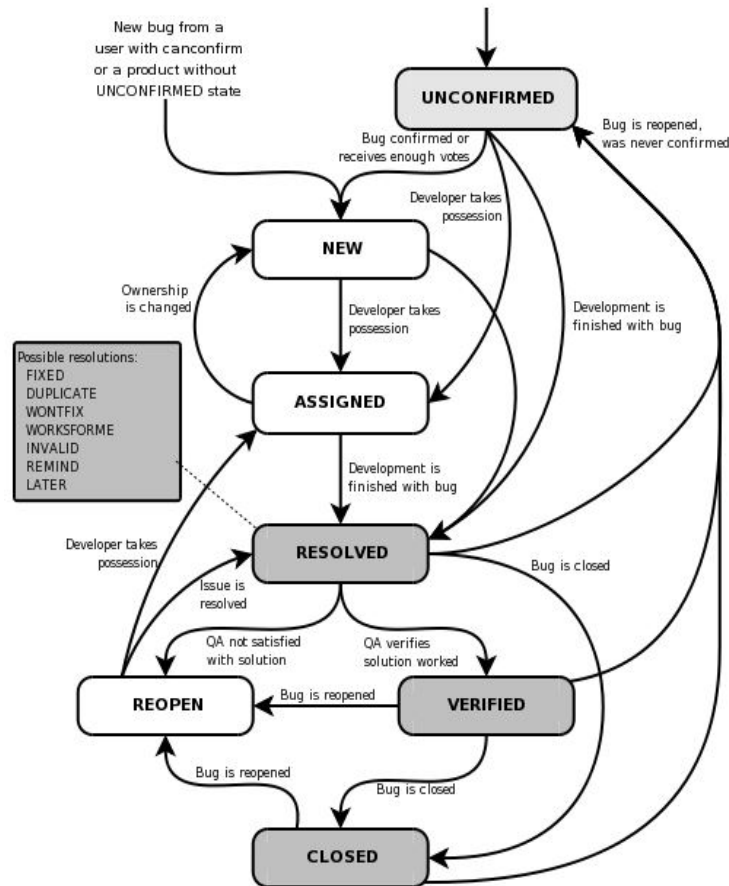 New bug from a
user with canconfirm
or a product without
UNCONFIRMED state
UNCONFIRMED
Bug is reopened,
was never confirmed
Bug confirmed or
receives enough votes
Developer takes
possession
NEW
Ownership
is changed
Developer takes
possession
Development is
finished with bug
Possible resolutions:
FIXED
DUPLICATE
WONTFIX
WORKSFORME
INVALID
REMIND
LATER
ASSIGNED
Development is
finished with bug
Developer takes
possession
RESOLVED
Bug is closed
Issue is
resolved
QA not satisfied
with solution
QA verifies
solution worked
REOPEN
Bug is reopened
VERIFIED
Bug is reopened
Bug is closed
CLOSED